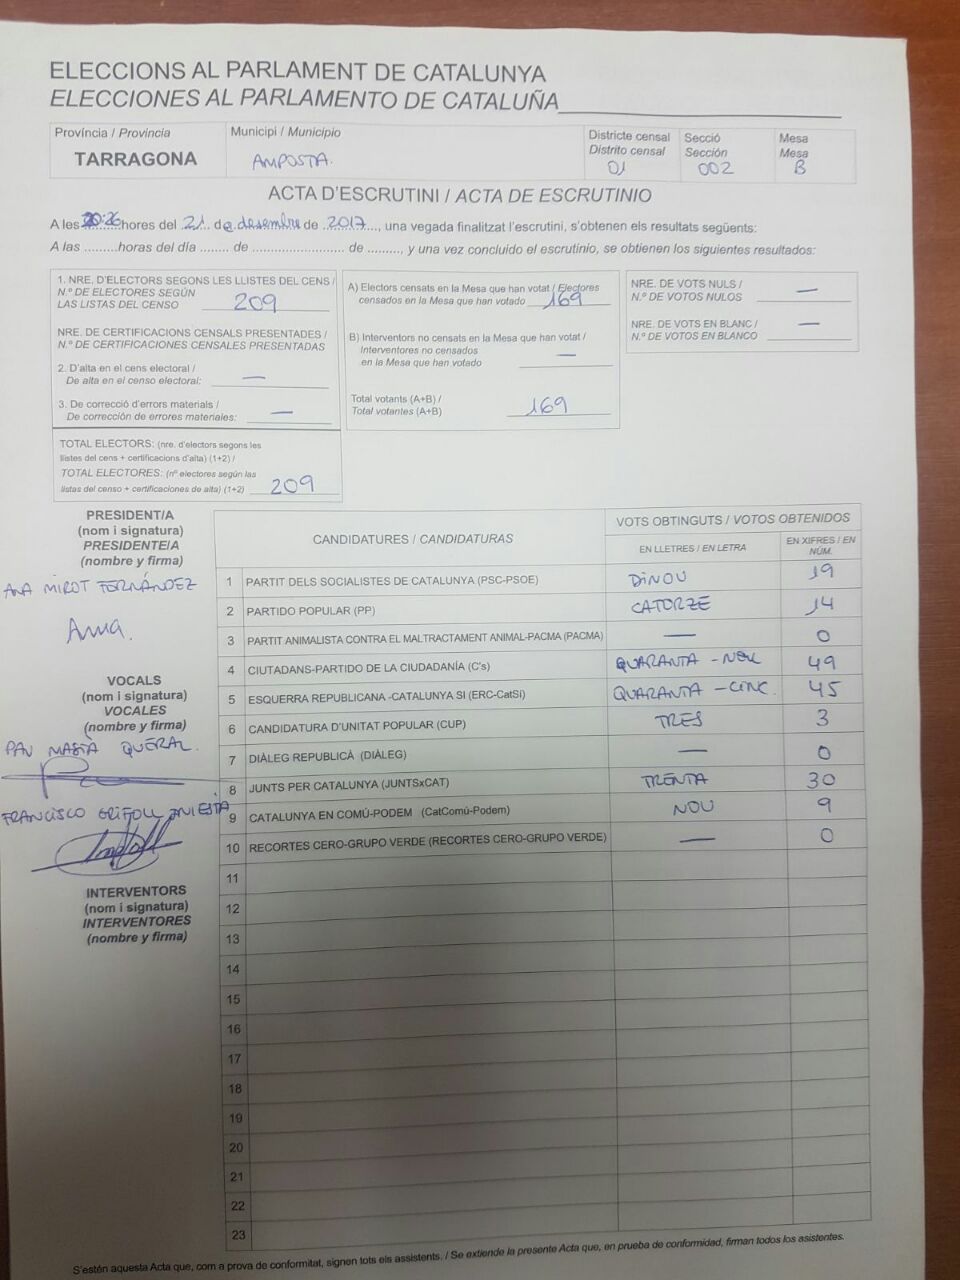 ELECCIONS AL PARLAMENT DE CATALUNYA
ELECCIONES AL PARLAMENTO DE CATALUÑA
Província / Provincia
TARRAGONA
Municipi / Municipio
AMPOSTA.
Districte censal
Distrito censal
01
Secció
Sección
002
Mesa
Mesa
B
ACTA D'ESCRUTINI / ACTA DE ESCRUTINIO
A les 20:26 hores del 21 de desembre de 2017, una vegada finalitzat l'escrutini, s'obtenen els resultats següents:
A las .........horas del día ........ de ......................... de .........., y una vez concluido el escrutinio, se obtienen los siguientes resultados:
1. NRE. D'ELECTORS SEGONS LES LLISTES DEL CENS /
N.º DE ELECTORES SEGÚN
LAS LISTAS DEL CENSO 209
NRE. DE CERTIFICACIONS CENSALS PRESENTADES /
N.º DE CERTIFICACIONES CENSALES PRESENTADAS
2. D'alta en el cens electoral /
De alta en el censo electoral: —
3. De correcció d'errors materials /
De corrección de errores materiales: —
TOTAL ELECTORS: (nre. d'electors segons les
llistes del cens + certificacions d'alta) (1+2) /
TOTAL ELECTORES: (nº electores según las
listas del censo + certificaciones de alta) (1+2) 209
A) Electors censats en la Mesa que han votat / Electores
censados en la Mesa que han votado 169
B) Interventors no censats en la Mesa que han votat /
Interventores no censados
en la Mesa que han votado —
Total votants (A+B) /
Total votantes (A+B) 169
NRE. DE VOTS NULS /
N.º DE VOTOS NULOS —
NRE. DE VOTS EN BLANC /
N.º DE VOTOS EN BLANCO —
PRESIDENT/A
(nom i signatura)
PRESIDENTE/A
(nombre y firma)
ANA MIROT FERNÁNDEZ
Anna.
VOCALS
(nom i signatura)
VOCALES
(nombre y firma)
PAU MASIÀ QUERAL.
FRANCISCO GRIFOLL INIESTA
INTERVENTORS
(nom i signatura)
INTERVENTORES
(nombre y firma)
CANDIDATURES / CANDIDATURAS
VOTS OBTINGUTS / VOTOS OBTENIDOS
EN LLETRES / EN LETRA
EN XIFRES / EN
NÚM.
1 PARTIT DELS SOCIALISTES DE CATALUNYA (PSC-PSOE) DINOU 19
2 PARTIDO POPULAR (PP) CATORZE 14
3 PARTIT ANIMALISTA CONTRA EL MALTRACTAMENT ANIMAL-PACMA (PACMA) — 0
4 CIUTADANS-PARTIDO DE LA CIUDADANÍA (C's) QUARANTA - NOU 49
5 ESQUERRA REPUBLICANA -CATALUNYA SI (ERC-CatSí) QUARANTA - CINC. 45
6 CANDIDATURA D'UNITAT POPULAR (CUP) TRES 3
7 DIÀLEG REPUBLICÀ (DIÀLEG) — 0
8 JUNTS PER CATALUNYA (JUNTSxCAT) TRENTA 30
9 CATALUNYA EN COMÚ-PODEM (CatComú-Podem) NOU 9
10 RECORTES CERO-GRUPO VERDE (RECORTES CERO-GRUPO VERDE) — 0
11
12
13
14
15
16
17
18
19
20
21
22
23
S'estén aquesta Acta que, com a prova de conformitat, signen tots els assistents. / Se extiende la presente Acta que, en prueba de conformidad, firman todos los asistentes.